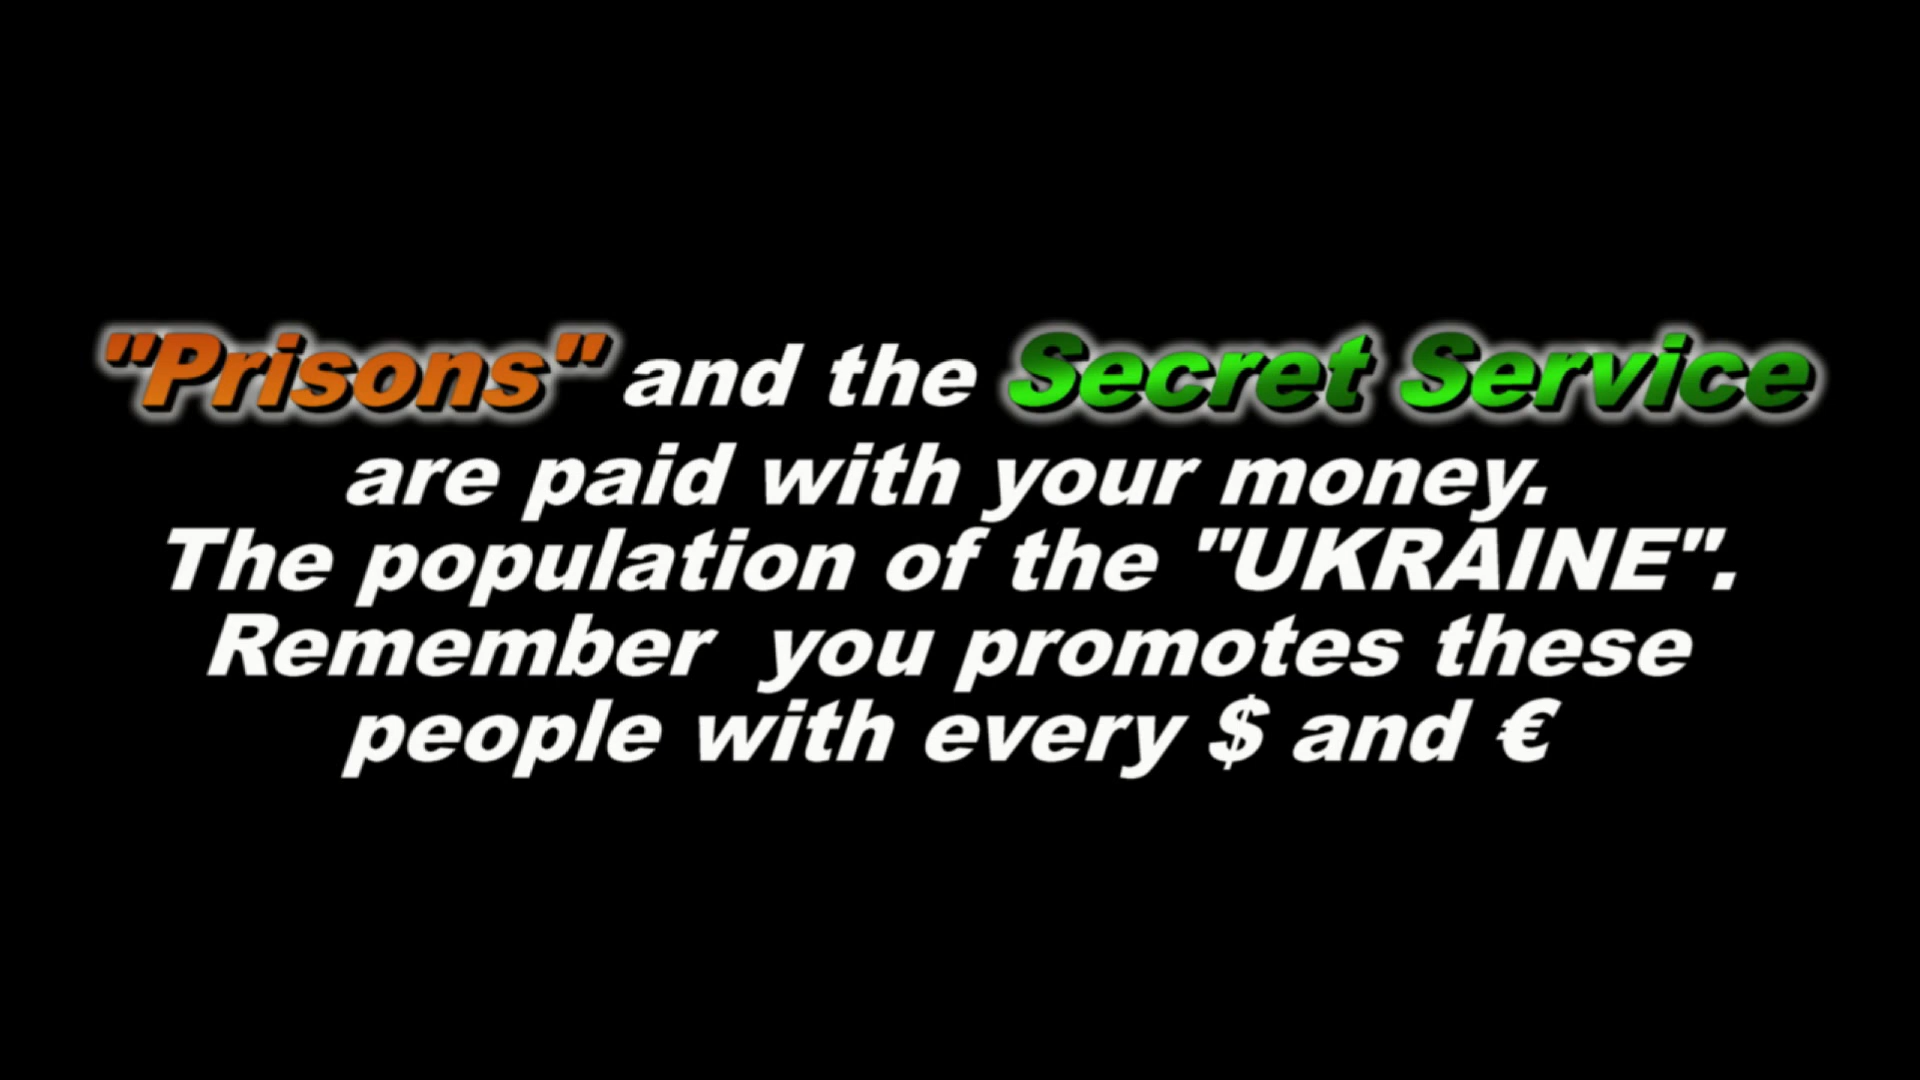 "Prisons" and the Secret Service
are paid with your money.
The population of the "UKRAINE".
Remember  you promotes these
people with every $ and €